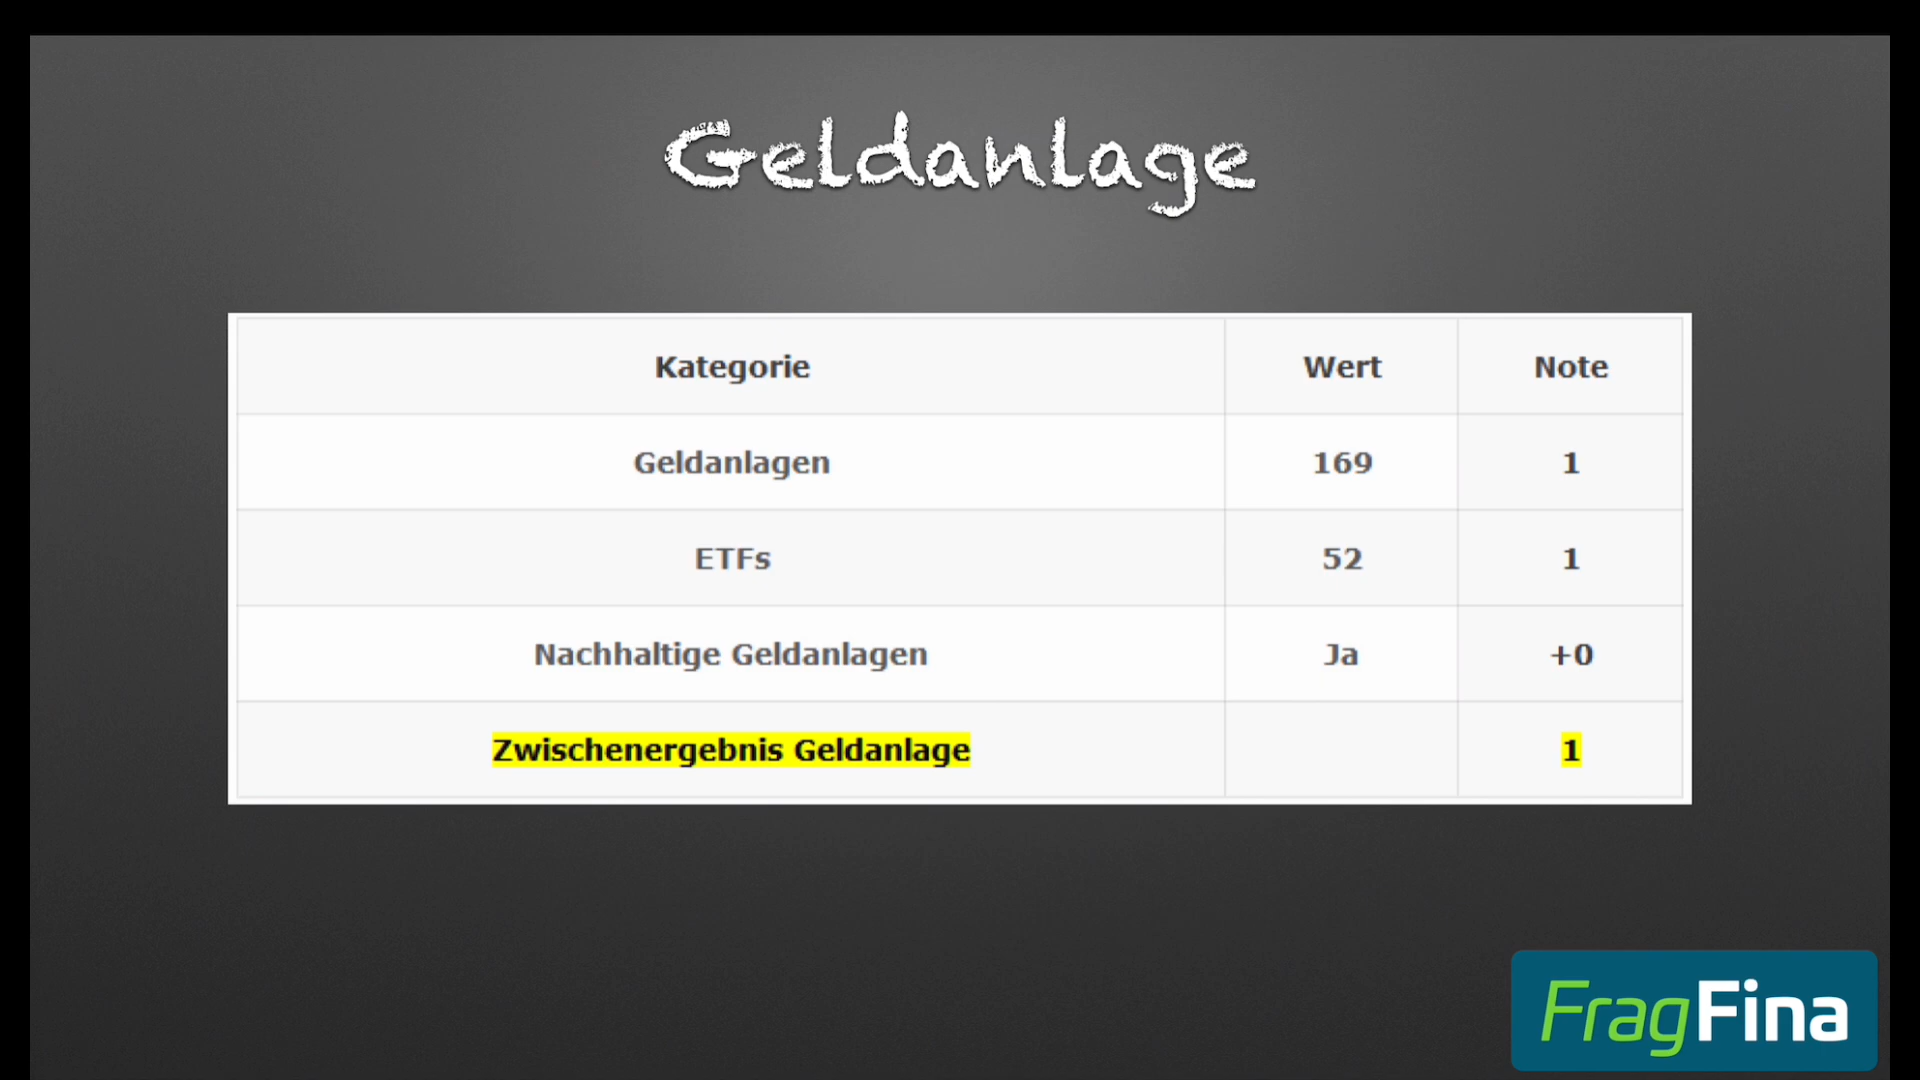 Geldanlage
Kategorie Wert Note
Geldanlagen 169 1
ETFs 52 1
Nachhaltige Geldanlagen Ja +0
Zwischenergebnis Geldanlage 1
FragFina